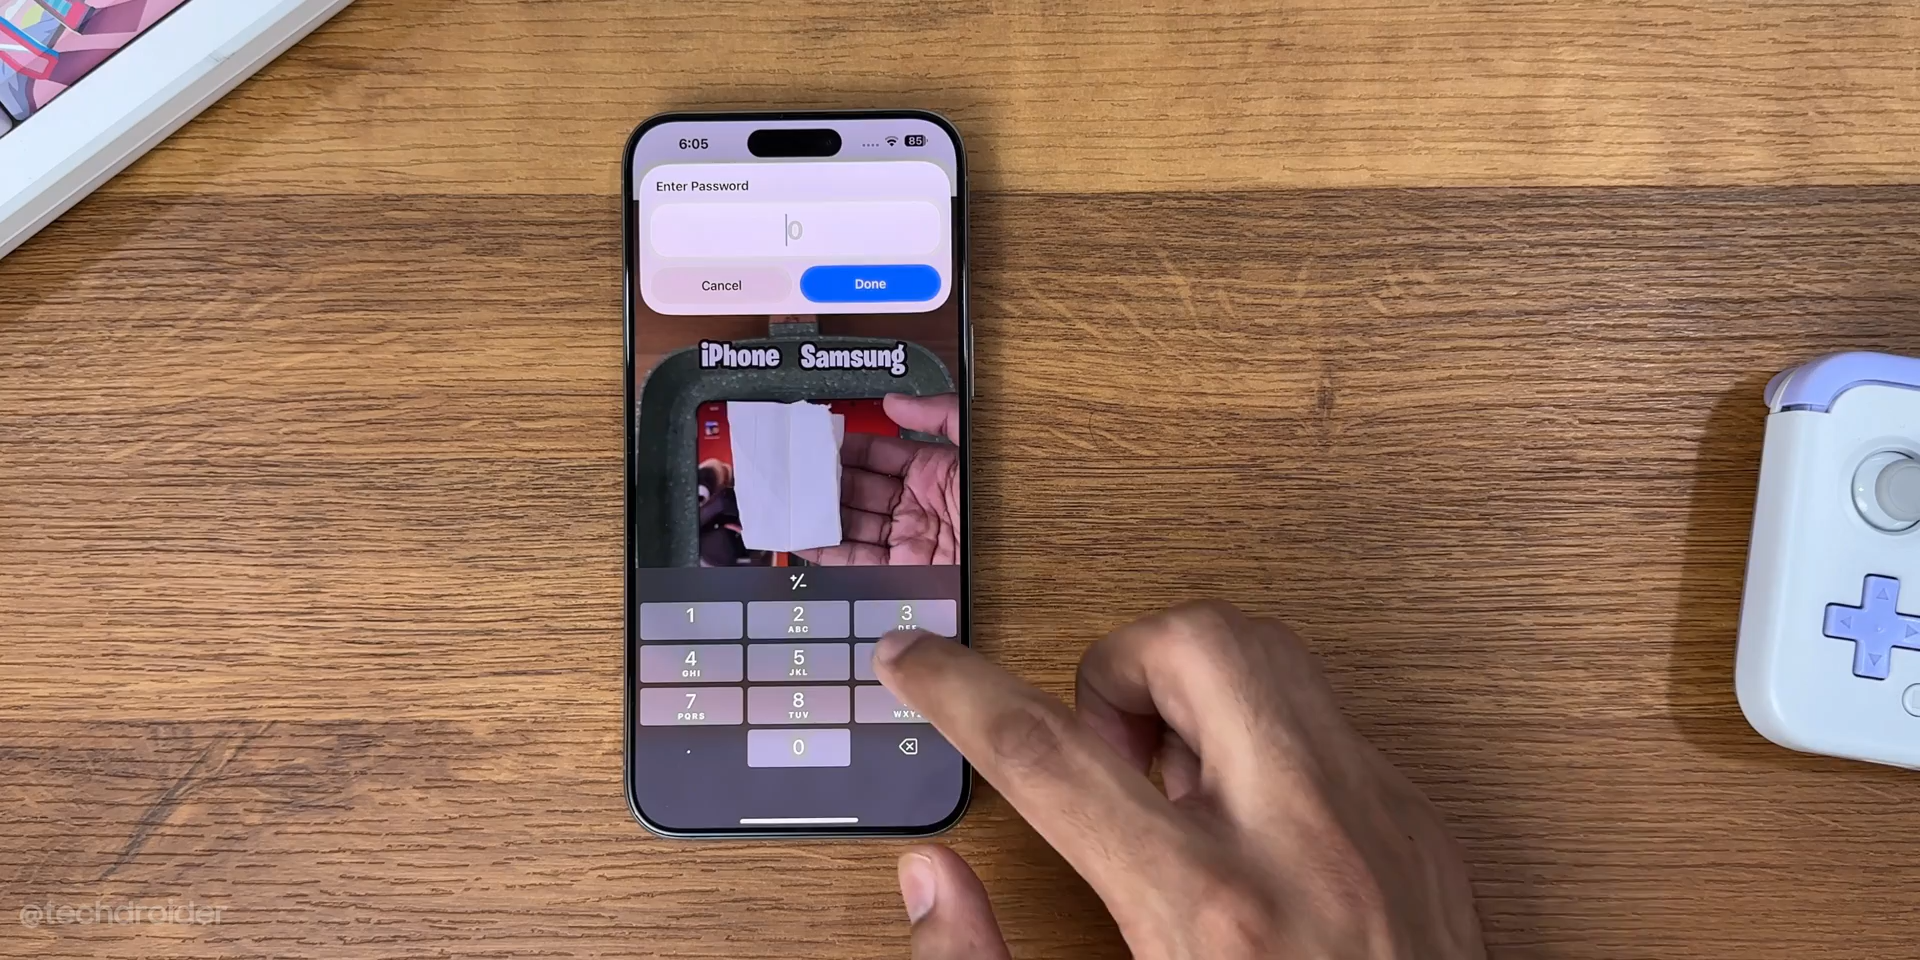 6:05
85
Enter Password
0
Cancel
Done
iPhone Samsung
+/-
1
2
ABC
3
4
GHI
5
JKL
7
PQRS
8
TUV
WXYZ
.
0
@techdroider